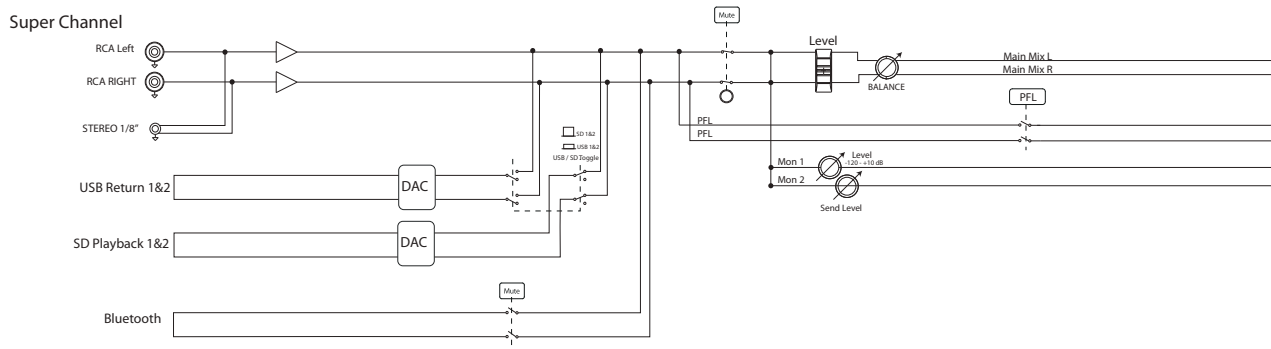 Super Channel
Mute
RCA Left
Level
Main Mix L
Main Mix R
RCA RIGHT
BALANCE
PFL
PFL
STEREO 1/8"
PFL
SD 1&2
USB 1&2
USB / SD Toggle
Mon 1
Level
-120 - +10 dB
Mon 2
Send Level
USB Return 1&2
DAC
SD Playback 1&2
DAC
Mute
Bluetooth